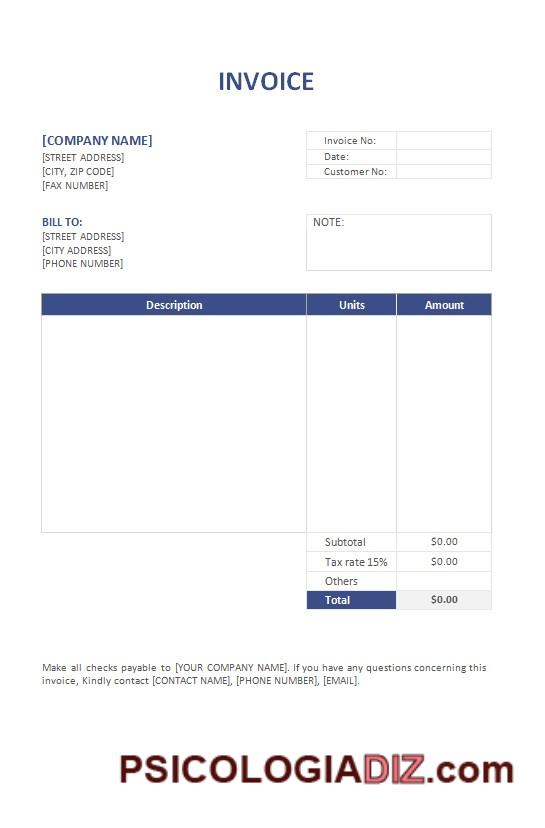 INVOICE
[COMPANY NAME]
[STREET ADDRESS]
[CITY, ZIP CODE]
[FAX NUMBER]
Invoice No:
Date:
Customer No:
BILL TO:
[STREET ADDRESS]
[CITY ADDRESS]
[PHONE NUMBER]
NOTE:
Description Units Amount
Subtotal $0.00
Tax rate 15% $0.00
Others
Total $0.00
Make all checks payable to [YOUR COMPANY NAME]. If you have any questions concerning this
invoice, Kindly contact [CONTACT NAME], [PHONE NUMBER], [EMAIL].
PSICOLOGIADIZ.com